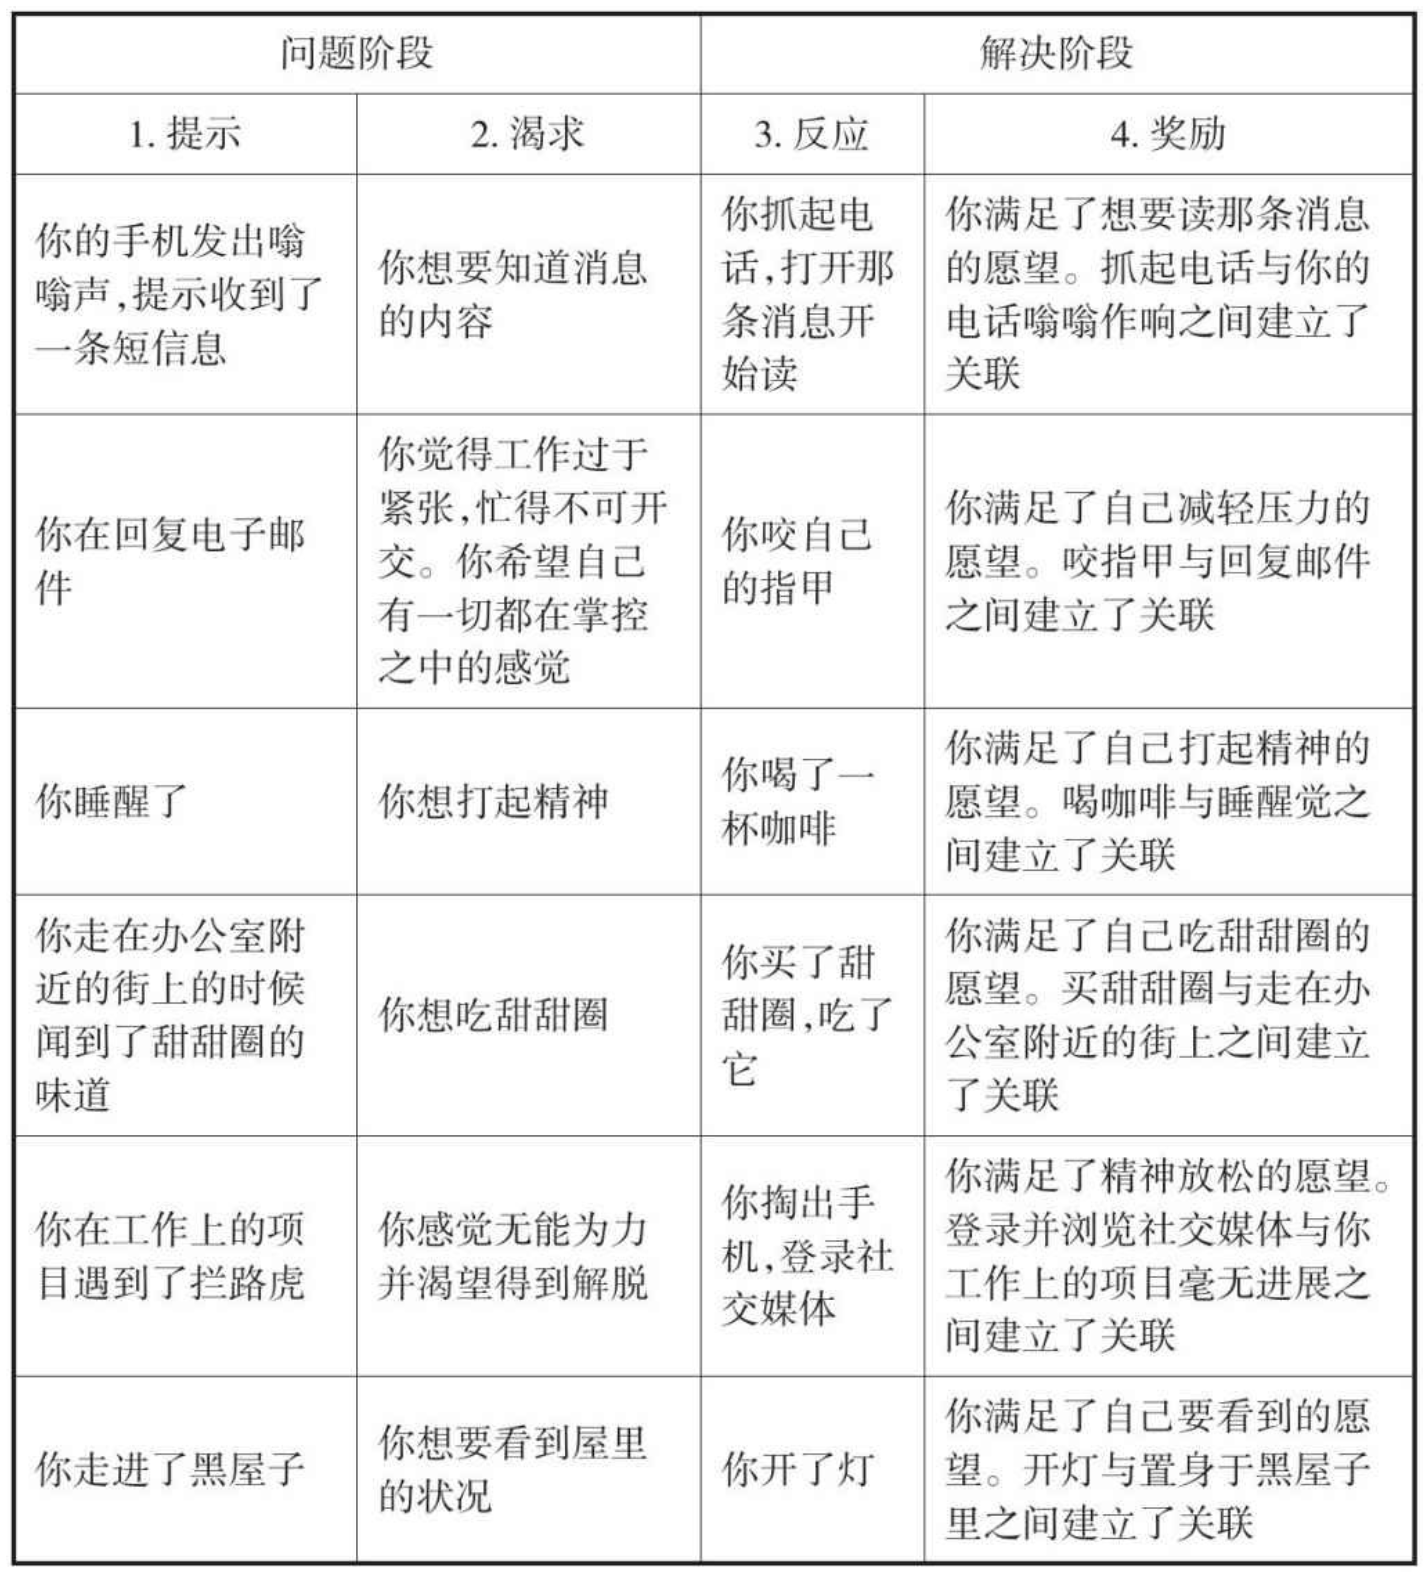 问题阶段
解决阶段
1. 提示
2. 渴求
3. 反应
4. 奖励
你的手机发出嗡
嗡声,提示收到了
一条短信息
你想要知道消息
的内容
你抓起电
话,打开那
条消息开
始读
你满足了想要读那条消息
的愿望。抓起电话与你的
电话嗡嗡作响之间建立了
关联
你在回复电子邮
件
你觉得工作过于
紧张,忙得不可开
交。你希望自己
有一切都在掌控
之中的感觉
你咬自己
的指甲
你满足了自己减轻压力的
愿望。咬指甲与回复邮件
之间建立了关联
你睡醒了
你想打起精神
你喝了一
杯咖啡
你满足了自己打起精神的
愿望。喝咖啡与睡醒觉之
间建立了关联
你走在办公室附
近的街上的时候
闻到了甜甜圈的
味道
你想吃甜甜圈
你买了甜
甜圈,吃了
它
你满足了自己吃甜甜圈的
愿望。买甜甜圈与走在办
公室附近的街上之间建立
了关联
你在工作上的项
目遇到了拦路虎
你感觉无能为力
并渴望得到解脱
你掏出手
机,登录社
交媒体
你满足了精神放松的愿望。
登录并浏览社交媒体与你
工作上的项目毫无进展之
间建立了关联
你走进了黑屋子
你想要看到屋里
的状况
你开了灯
你满足了自己要看到的愿
望。开灯与置身于黑屋子
里之间建立了关联